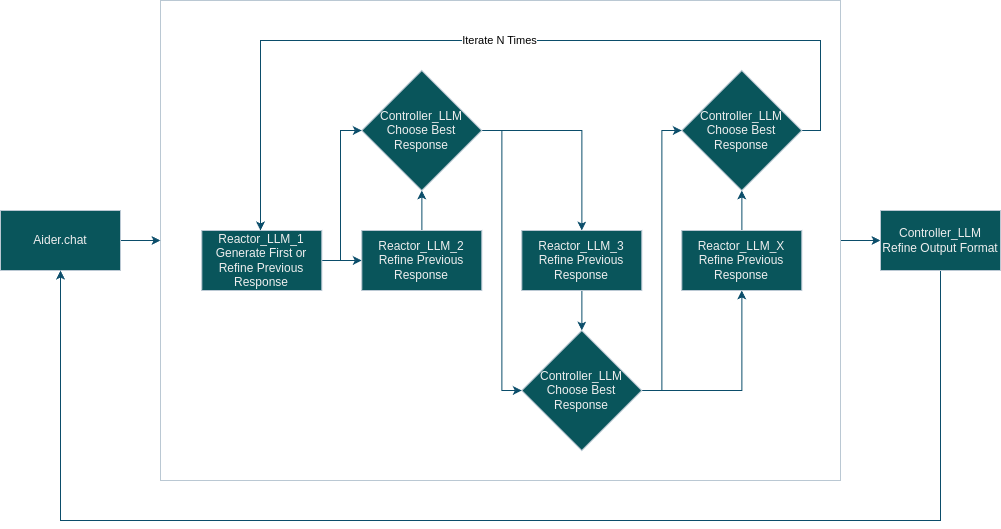 Iterate N Times
Controller_LLM
Choose Best
Response
Controller_LLM
Choose Best
Response
Aider.chat
Reactor_LLM_1
Generate First or
Refine Previous
Response
Reactor_LLM_2
Refine Previous
Response
Reactor_LLM_3
Refine Previous
Response
Reactor_LLM_X
Refine Previous
Response
Controller_LLM
Refine Output Format
Controller_LLM
Choose Best
Response